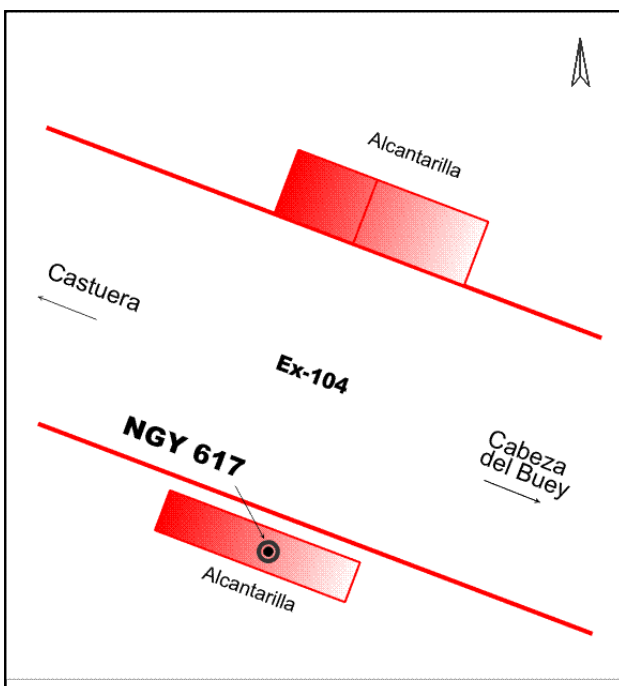 Alcantarilla
Castuera
Ex-104
NGY 617
Cabeza
del Buey
Alcantarilla